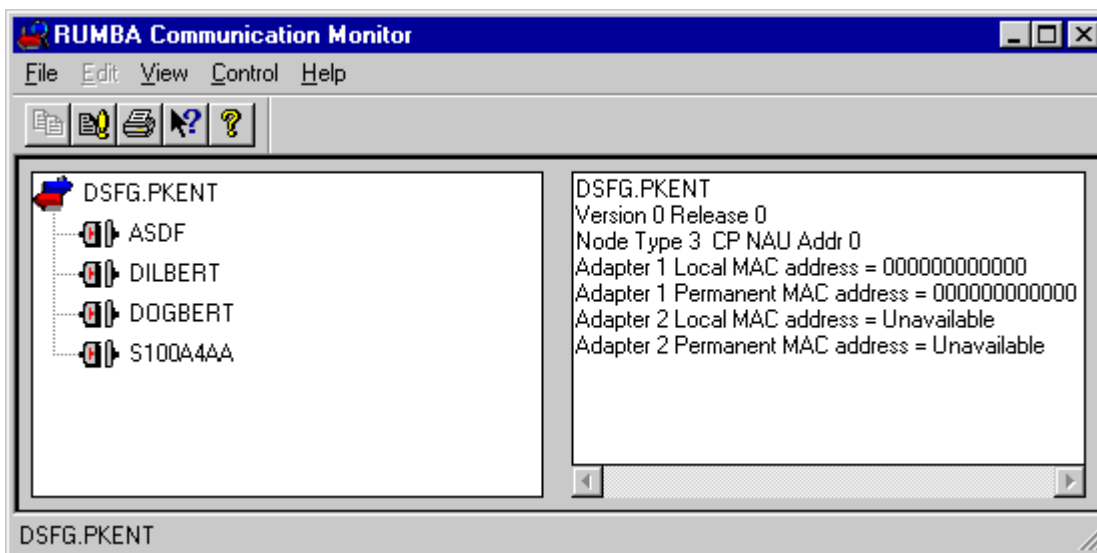 RUMBA Communication Monitor
File Edit View Control Help
DSFG.PKENT
ASDF
DILBERT
DOGBERT
S100A4AA
DSFG.PKENT
Version 0 Release 0
Node Type 3 CP NAU Addr 0
Adapter 1 Local MAC address = 000000000000
Adapter 1 Permanent MAC address = 000000000000
Adapter 2 Local MAC address = Unavailable
Adapter 2 Permanent MAC address = Unavailable
DSFG.PKENT